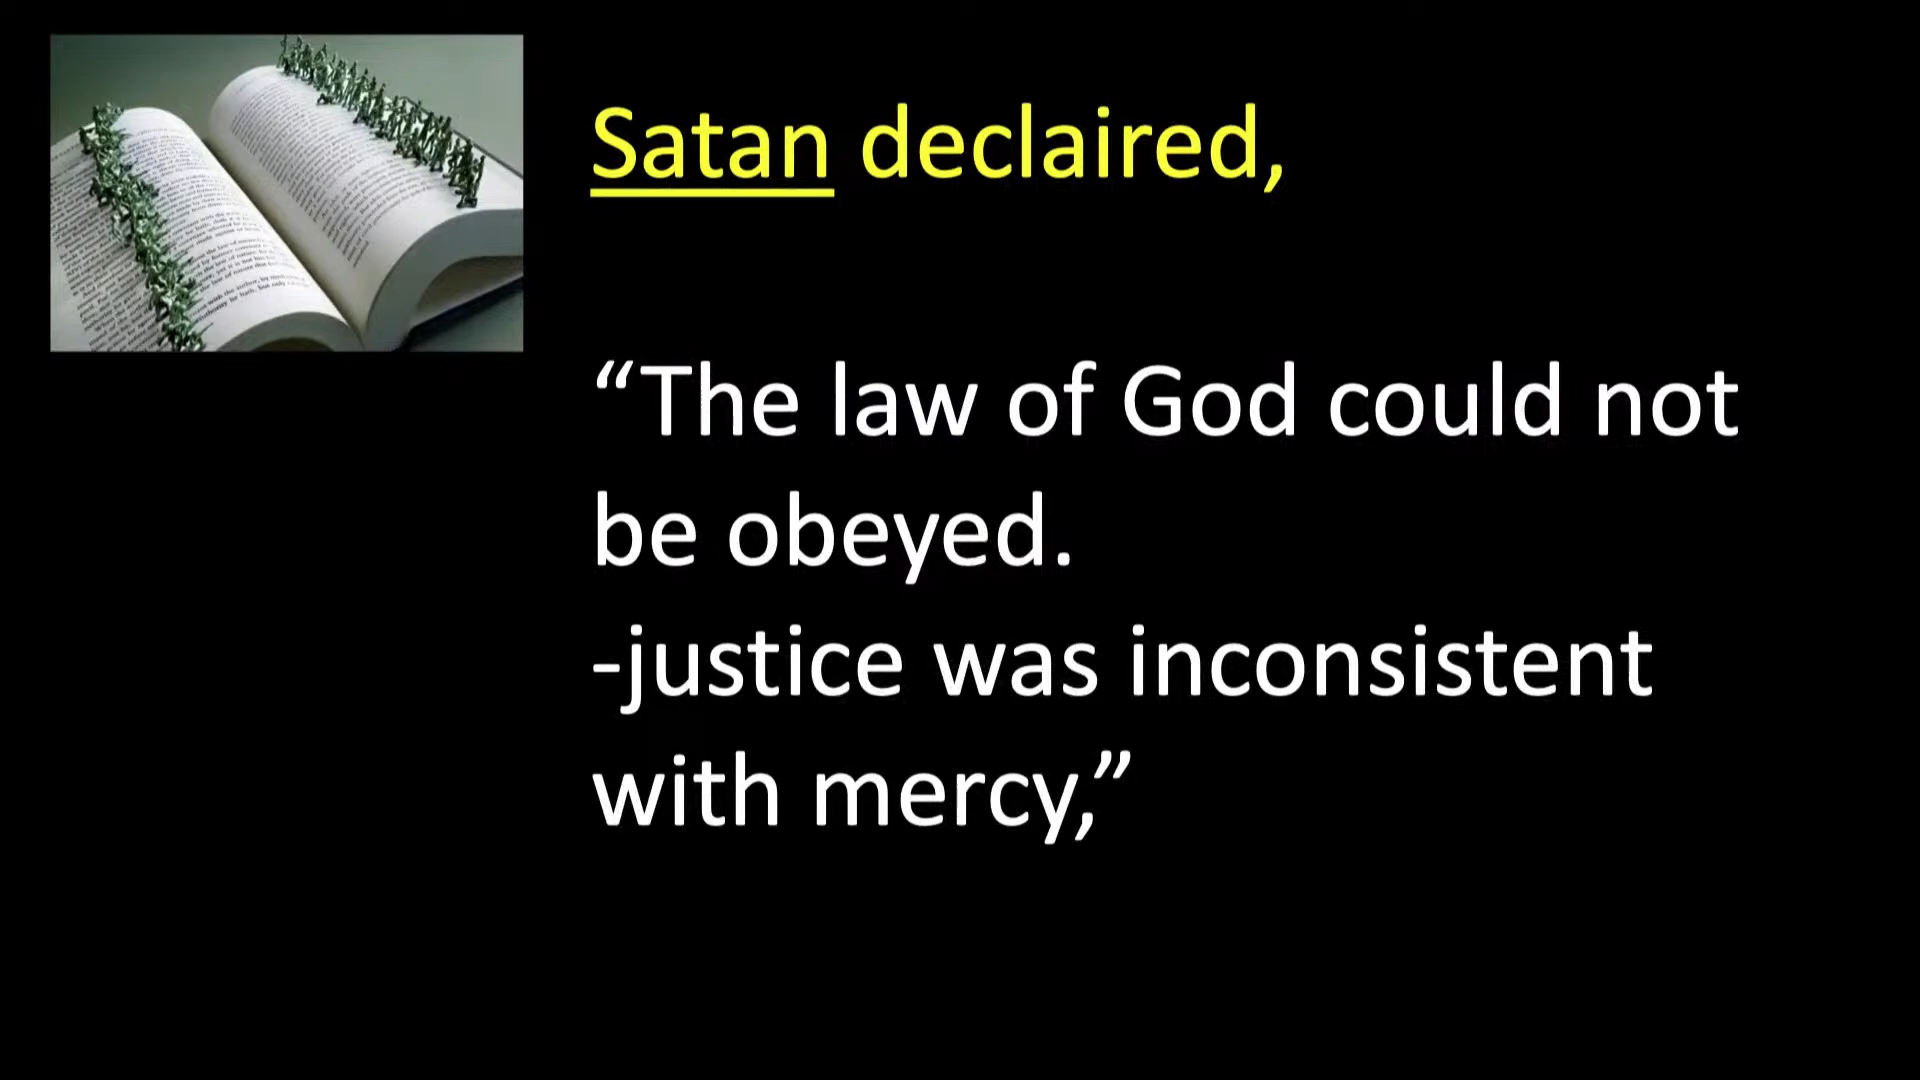 Satan declaired,
“The law of God could not
be obeyed.
-justice was inconsistent
with mercy,”